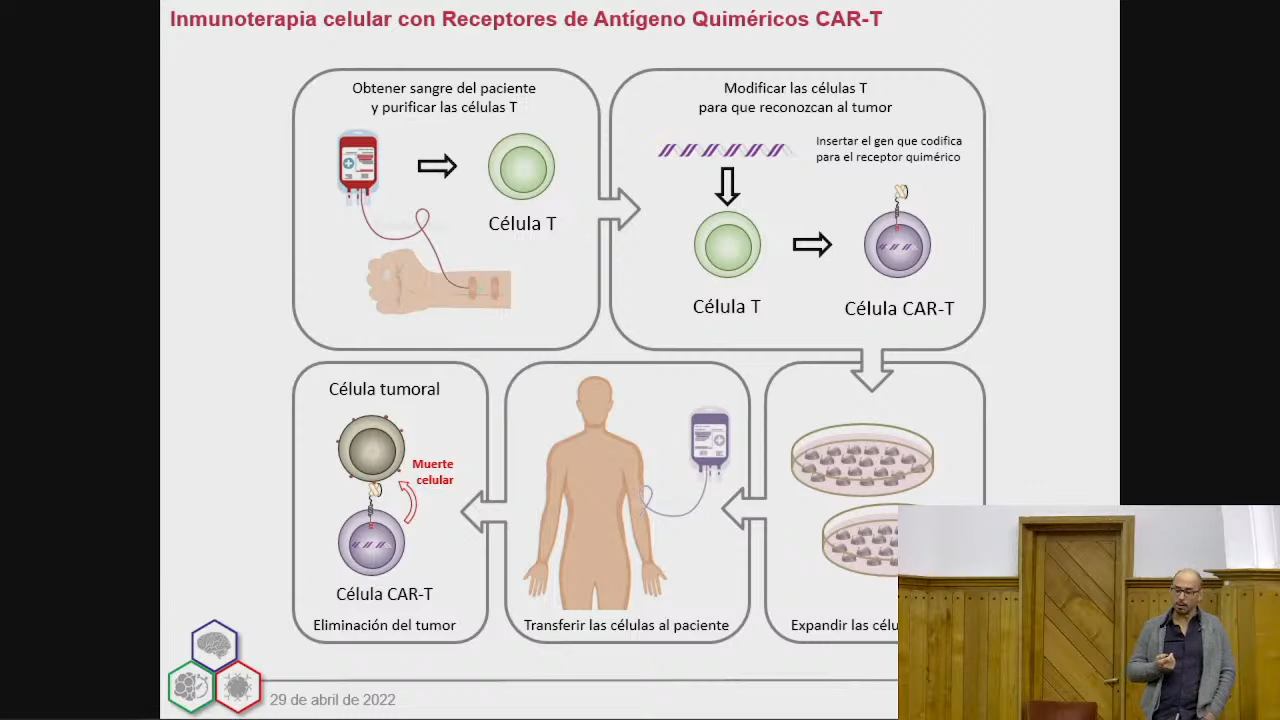 Inmunoterapia celular con Receptores de Antígeno Quiméricos CAR-T
Obtener sangre del paciente
y purificar las células T
Célula T
Modificar las células T
para que reconozcan al tumor
Insertar el gen que codifica
para el receptor quimérico
Célula T
Célula CAR-T
Célula tumoral
Muerte
celular
Célula CAR-T
Eliminación del tumor
Transferir las células al paciente
Expandir las
29 de abril de 2022